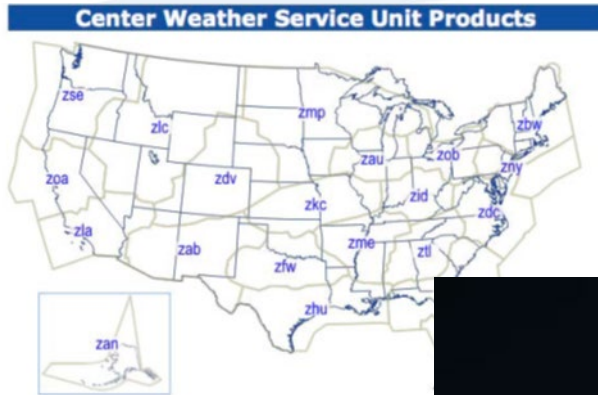 Center Weather Service Unit Products
zse
zmp
zlc
zbw
zau
zob
zny
zoa
zdv
zkc
zid
zdc
zla
zab
zme
ztl
zfw
zhu
zan